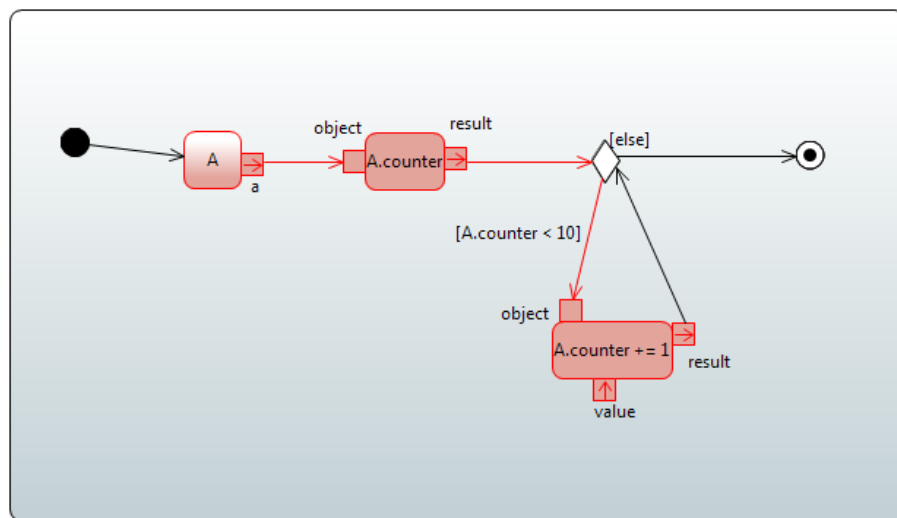 object
result
[else]
A
A.counter
a
[A.counter < 10]
object
A.counter += 1
result
value